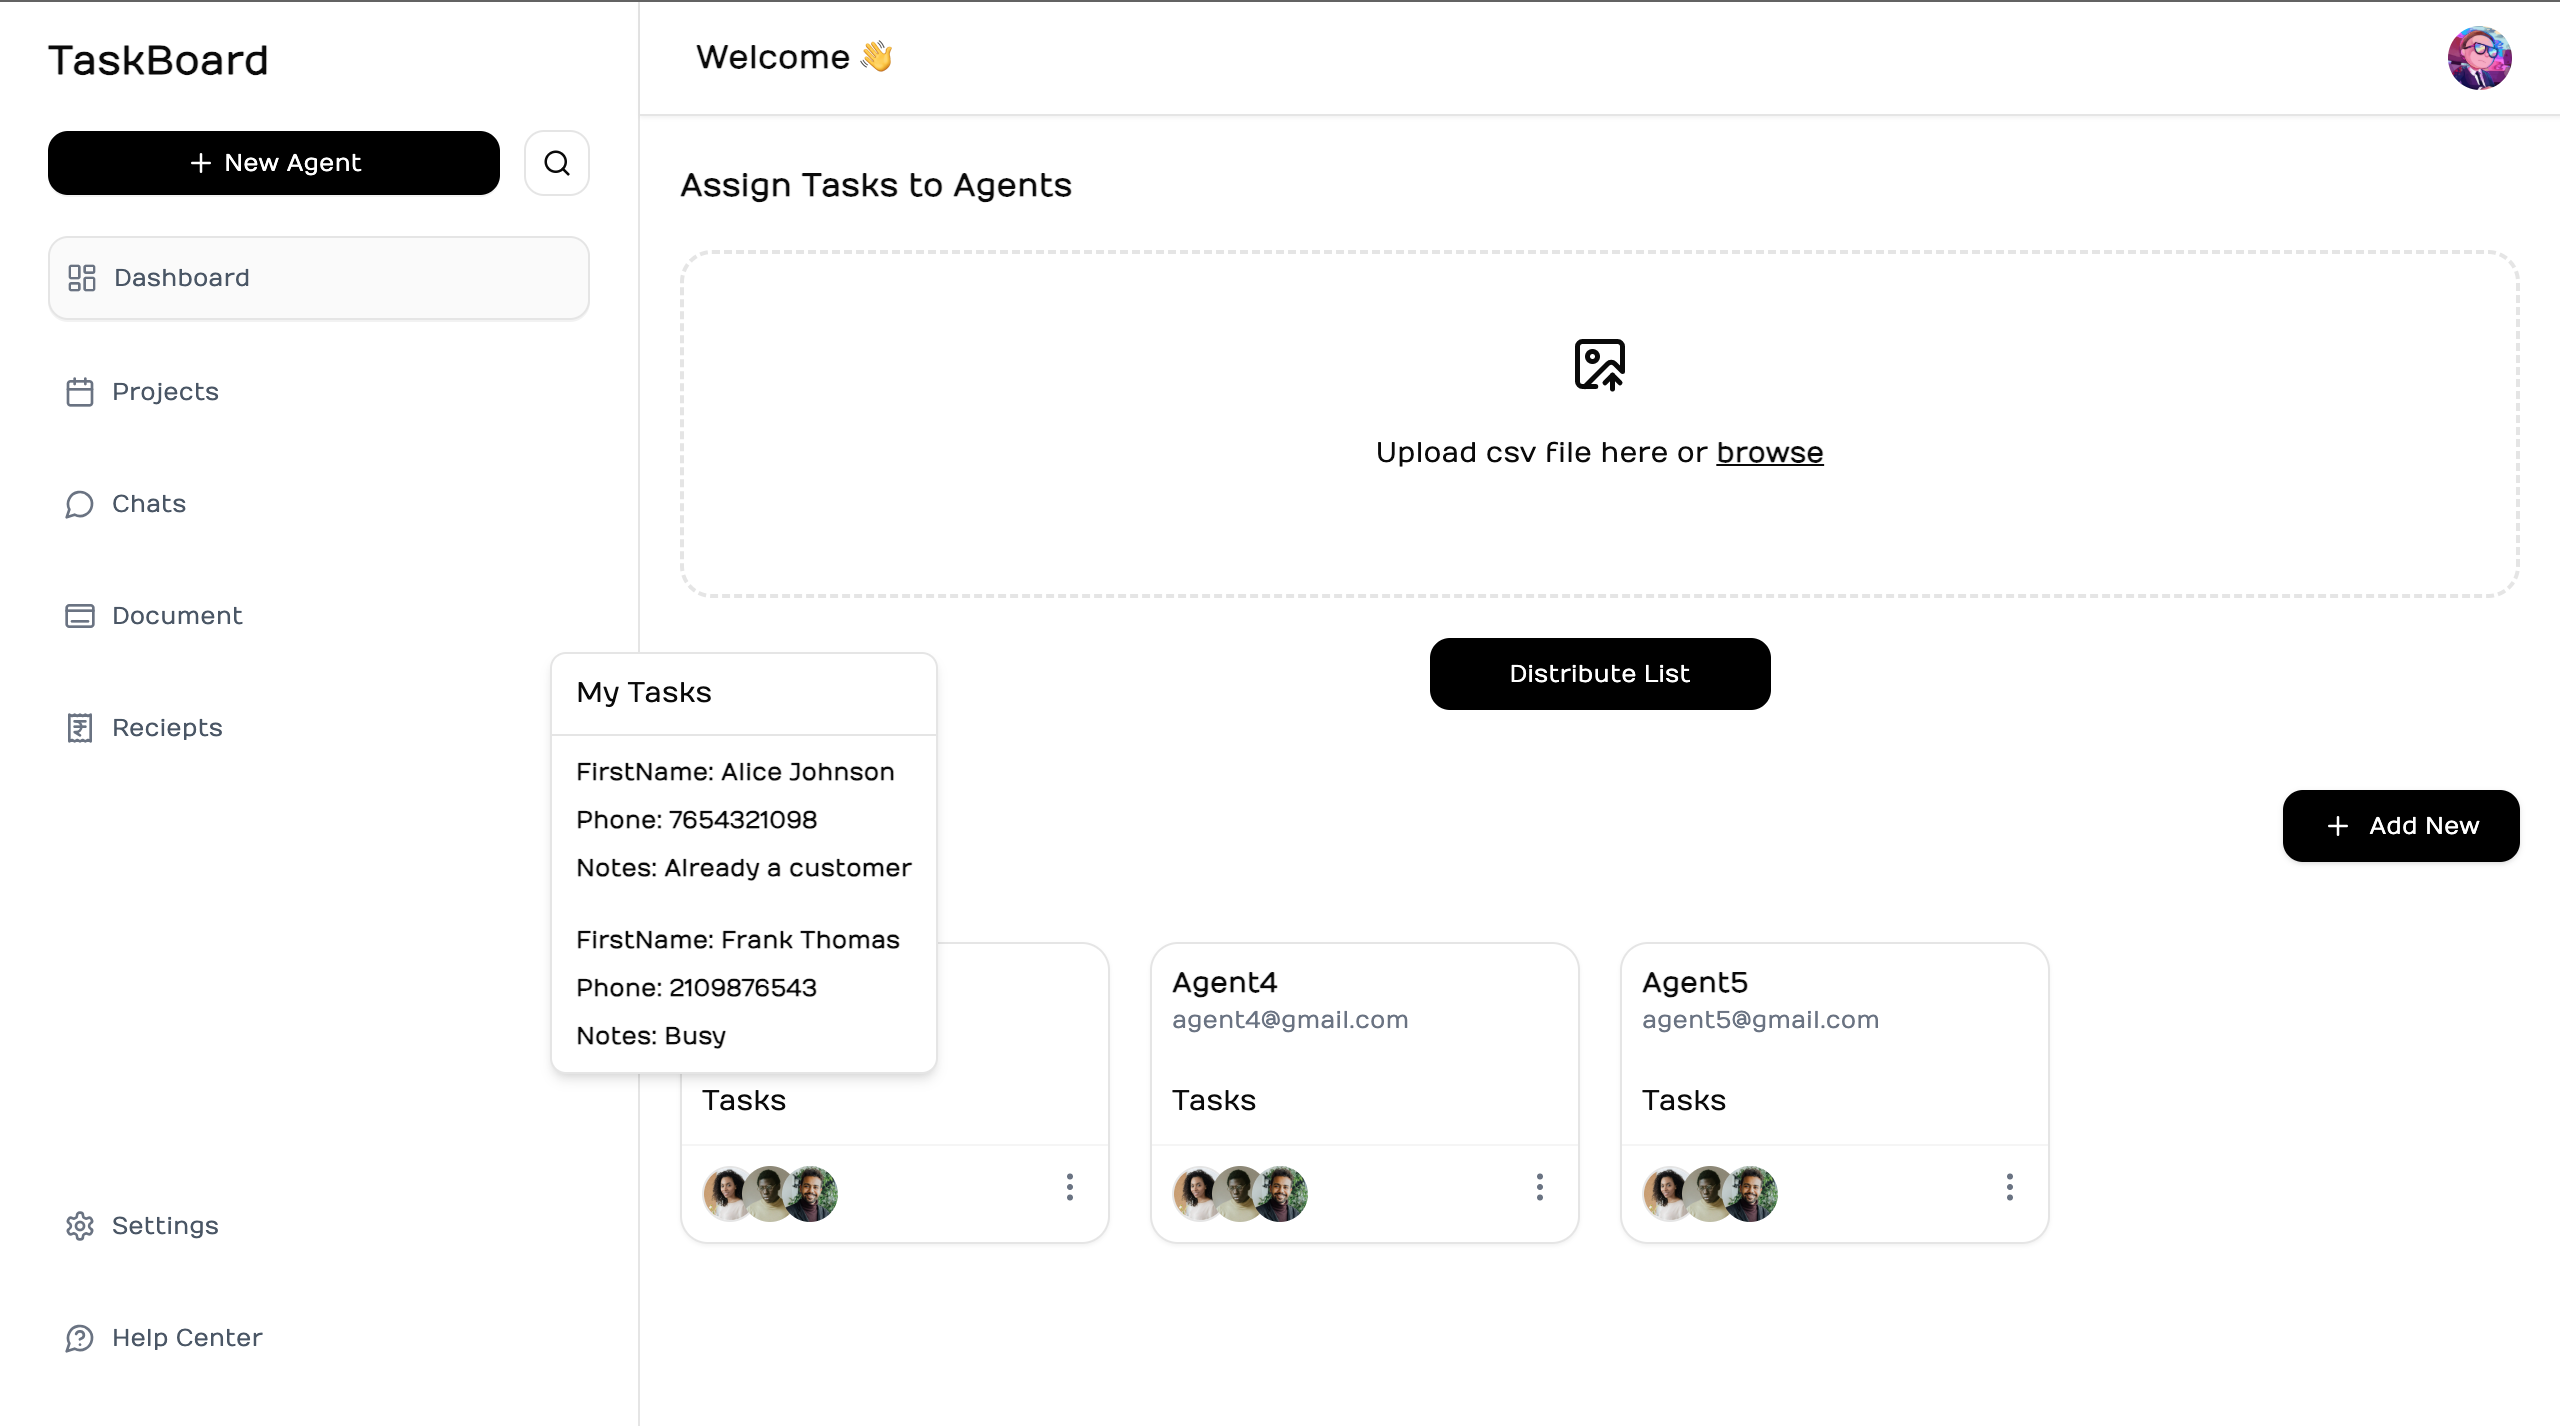 TaskBoard
+ New Agent
Dashboard
Projects
Chats
Document
Reciepts
Settings
Help Center
Welcome 👋
Assign Tasks to Agents
Upload csv file here or browse
Distribute List
+ Add New
My Tasks
FirstName: Alice Johnson
Phone: 7654321098
Notes: Already a customer
FirstName: Frank Thomas
Phone: 2109876543
Notes: Busy
Tasks
Agent4
agent4@gmail.com
Tasks
Agent5
agent5@gmail.com
Tasks